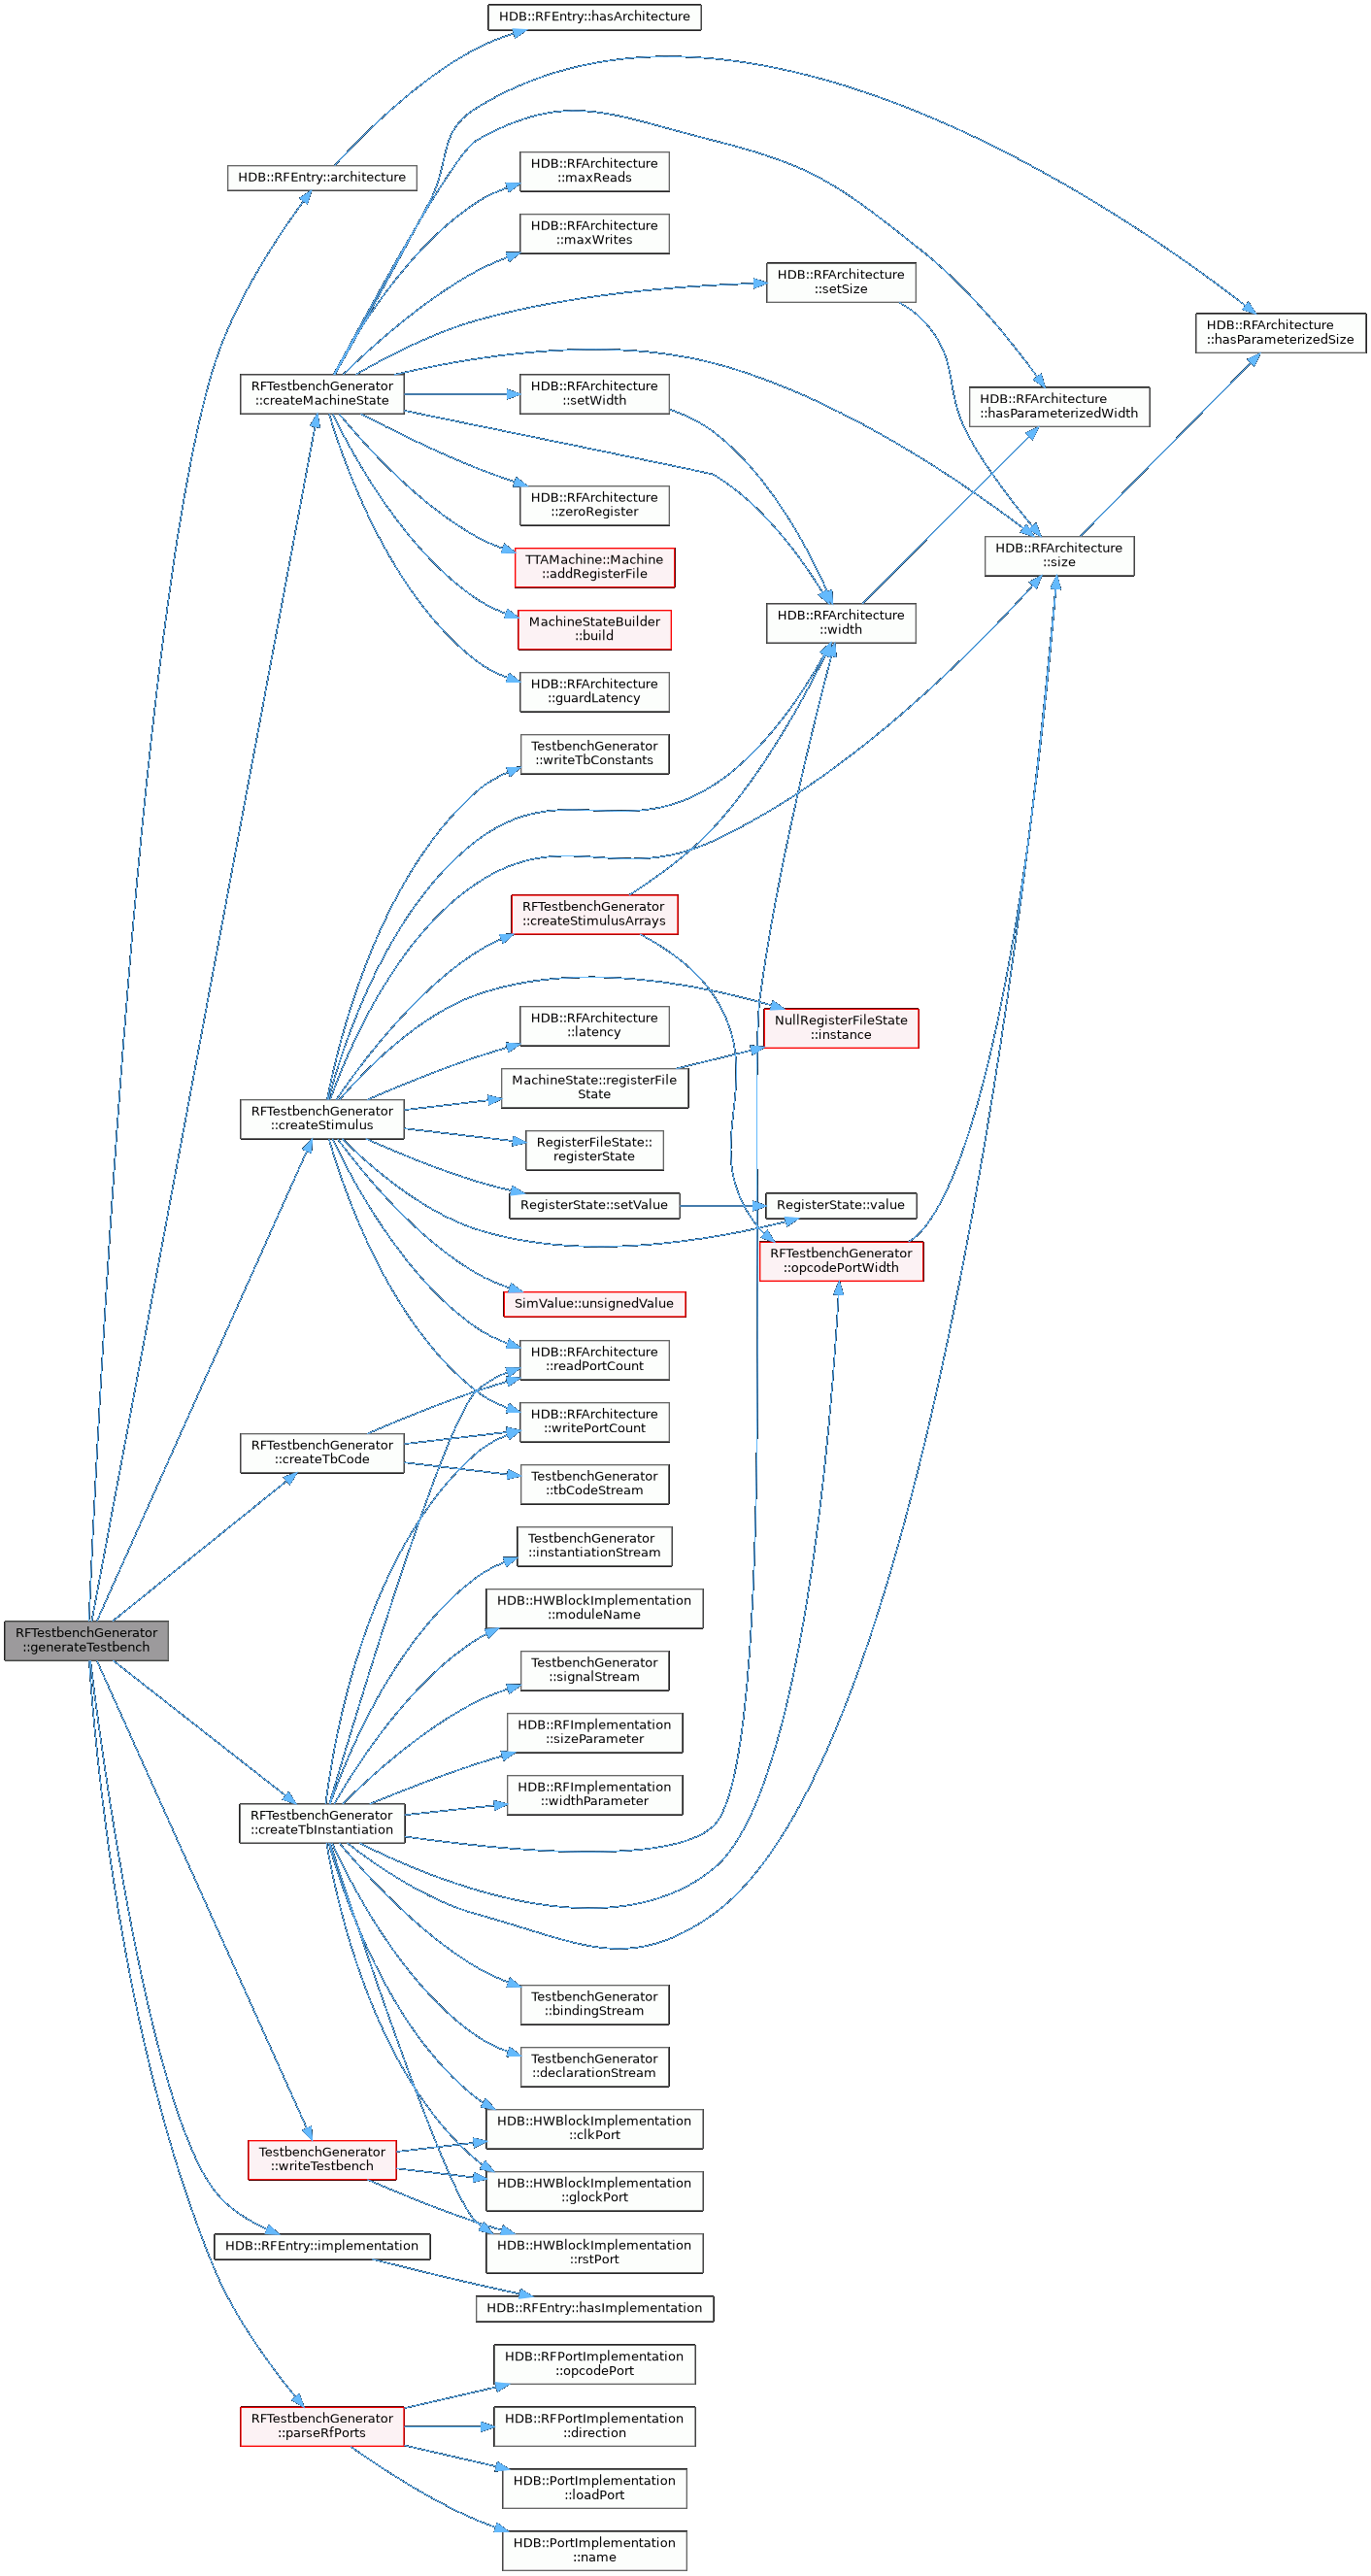 HDB::RFEntry::hasArchitecture
HDB::RFEntry::architecture
HDB::RFArchitecture
::maxReads
HDB::RFArchitecture
::maxWrites
HDB::RFArchitecture
::setSize
HDB::RFArchitecture
::hasParameterizedSize
RFTestbenchGenerator
::createMachineState
HDB::RFArchitecture
::setWidth
HDB::RFArchitecture
::hasParameterizedWidth
HDB::RFArchitecture
::zeroRegister
TTAMachine::Machine
::addRegisterFile
HDB::RFArchitecture
::size
MachineStateBuilder
::build
HDB::RFArchitecture
::width
HDB::RFArchitecture
::guardLatency
TestbenchGenerator
::writeTbConstants
RFTestbenchGenerator
::createStimulusArrays
HDB::RFArchitecture
::latency
NullRegisterFileState
::instance
MachineState::registerFile
State
RFTestbenchGenerator
::createStimulus
RegisterFileState::
registerState
RegisterState::setValue
RegisterState::value
RFTestbenchGenerator
::opcodePortWidth
SimValue::unsignedValue
HDB::RFArchitecture
::readPortCount
HDB::RFArchitecture
::writePortCount
RFTestbenchGenerator
::createTbCode
TestbenchGenerator
::tbCodeStream
TestbenchGenerator
::instantiationStream
HDB::HWBlockImplementation
::moduleName
RFTestbenchGenerator
::generateTestbench
TestbenchGenerator
::signalStream
HDB::RFImplementation
::sizeParameter
HDB::RFImplementation
::widthParameter
RFTestbenchGenerator
::createTbInstantiation
TestbenchGenerator
::bindingStream
TestbenchGenerator
::declarationStream
HDB::HWBlockImplementation
::clkPort
TestbenchGenerator
::writeTestbench
HDB::HWBlockImplementation
::glockPort
HDB::RFEntry::implementation
HDB::HWBlockImplementation
::rstPort
HDB::RFEntry::hasImplementation
HDB::RFPortImplementation
::opcodePort
RFTestbenchGenerator
::parseRfPorts
HDB::RFPortImplementation
::direction
HDB::PortImplementation
::loadPort
HDB::PortImplementation
::name